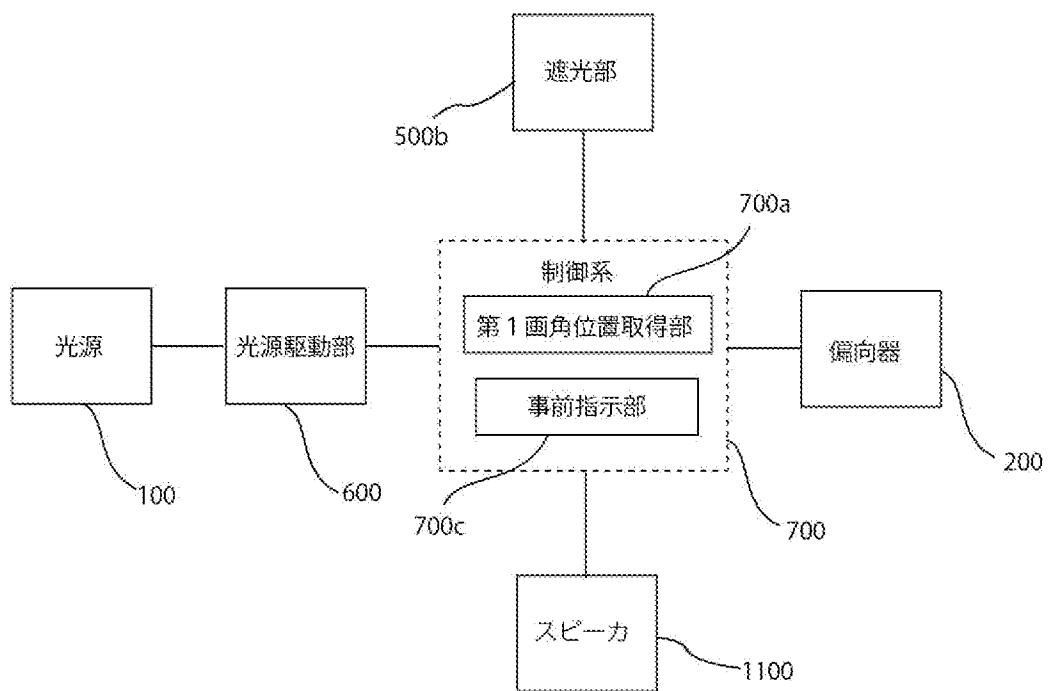 遮光部
500b
700a
制御系
第1画角位置取得部
光源
光源駆動部
偏向器
事前指示部
100
600
700c
700
200
スピーカ
1100